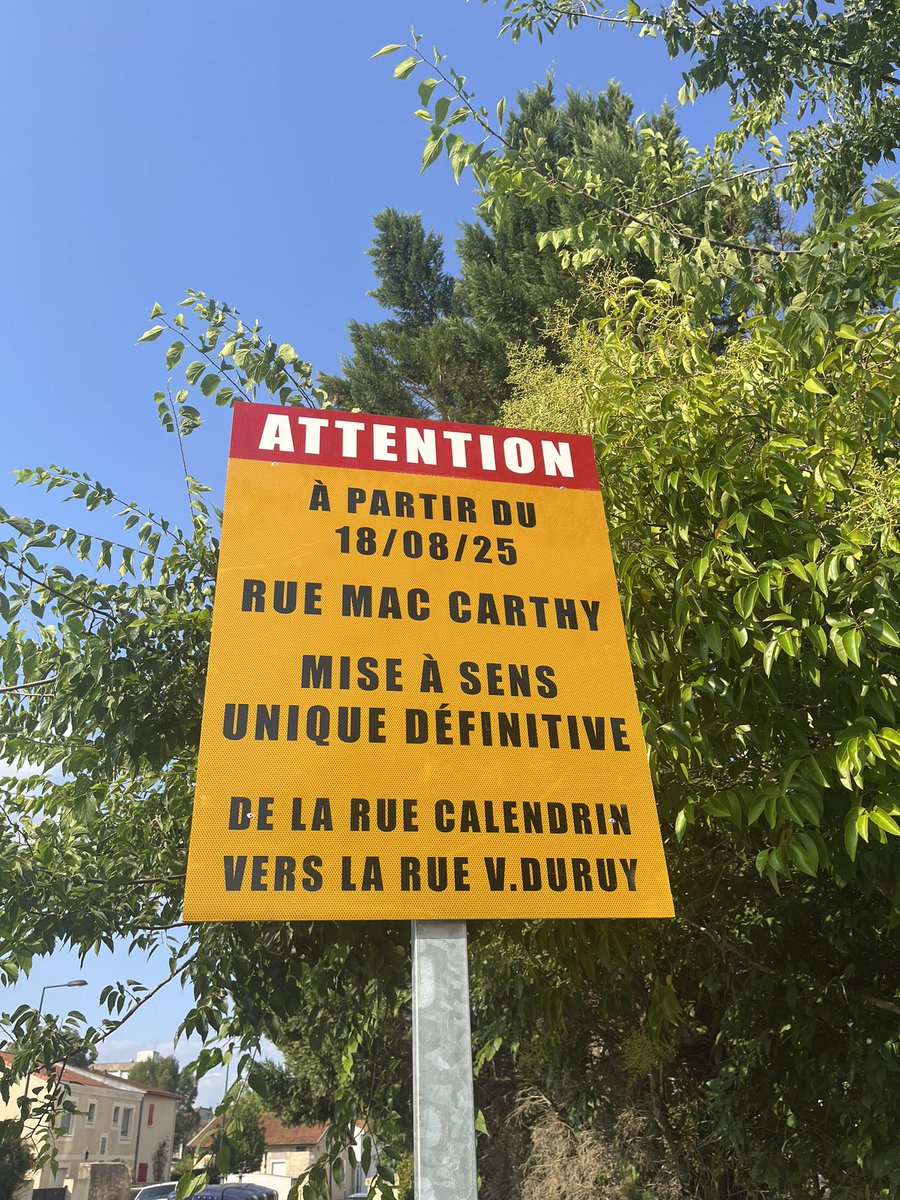 ATTENTION
À PARTIR DU
18/08/25
RUE MAC CARTHY
MISE À SENS
UNIQUE DÉFINITIVE
DE LA RUE CALENDRIN
VERS LA RUE V.DURUY